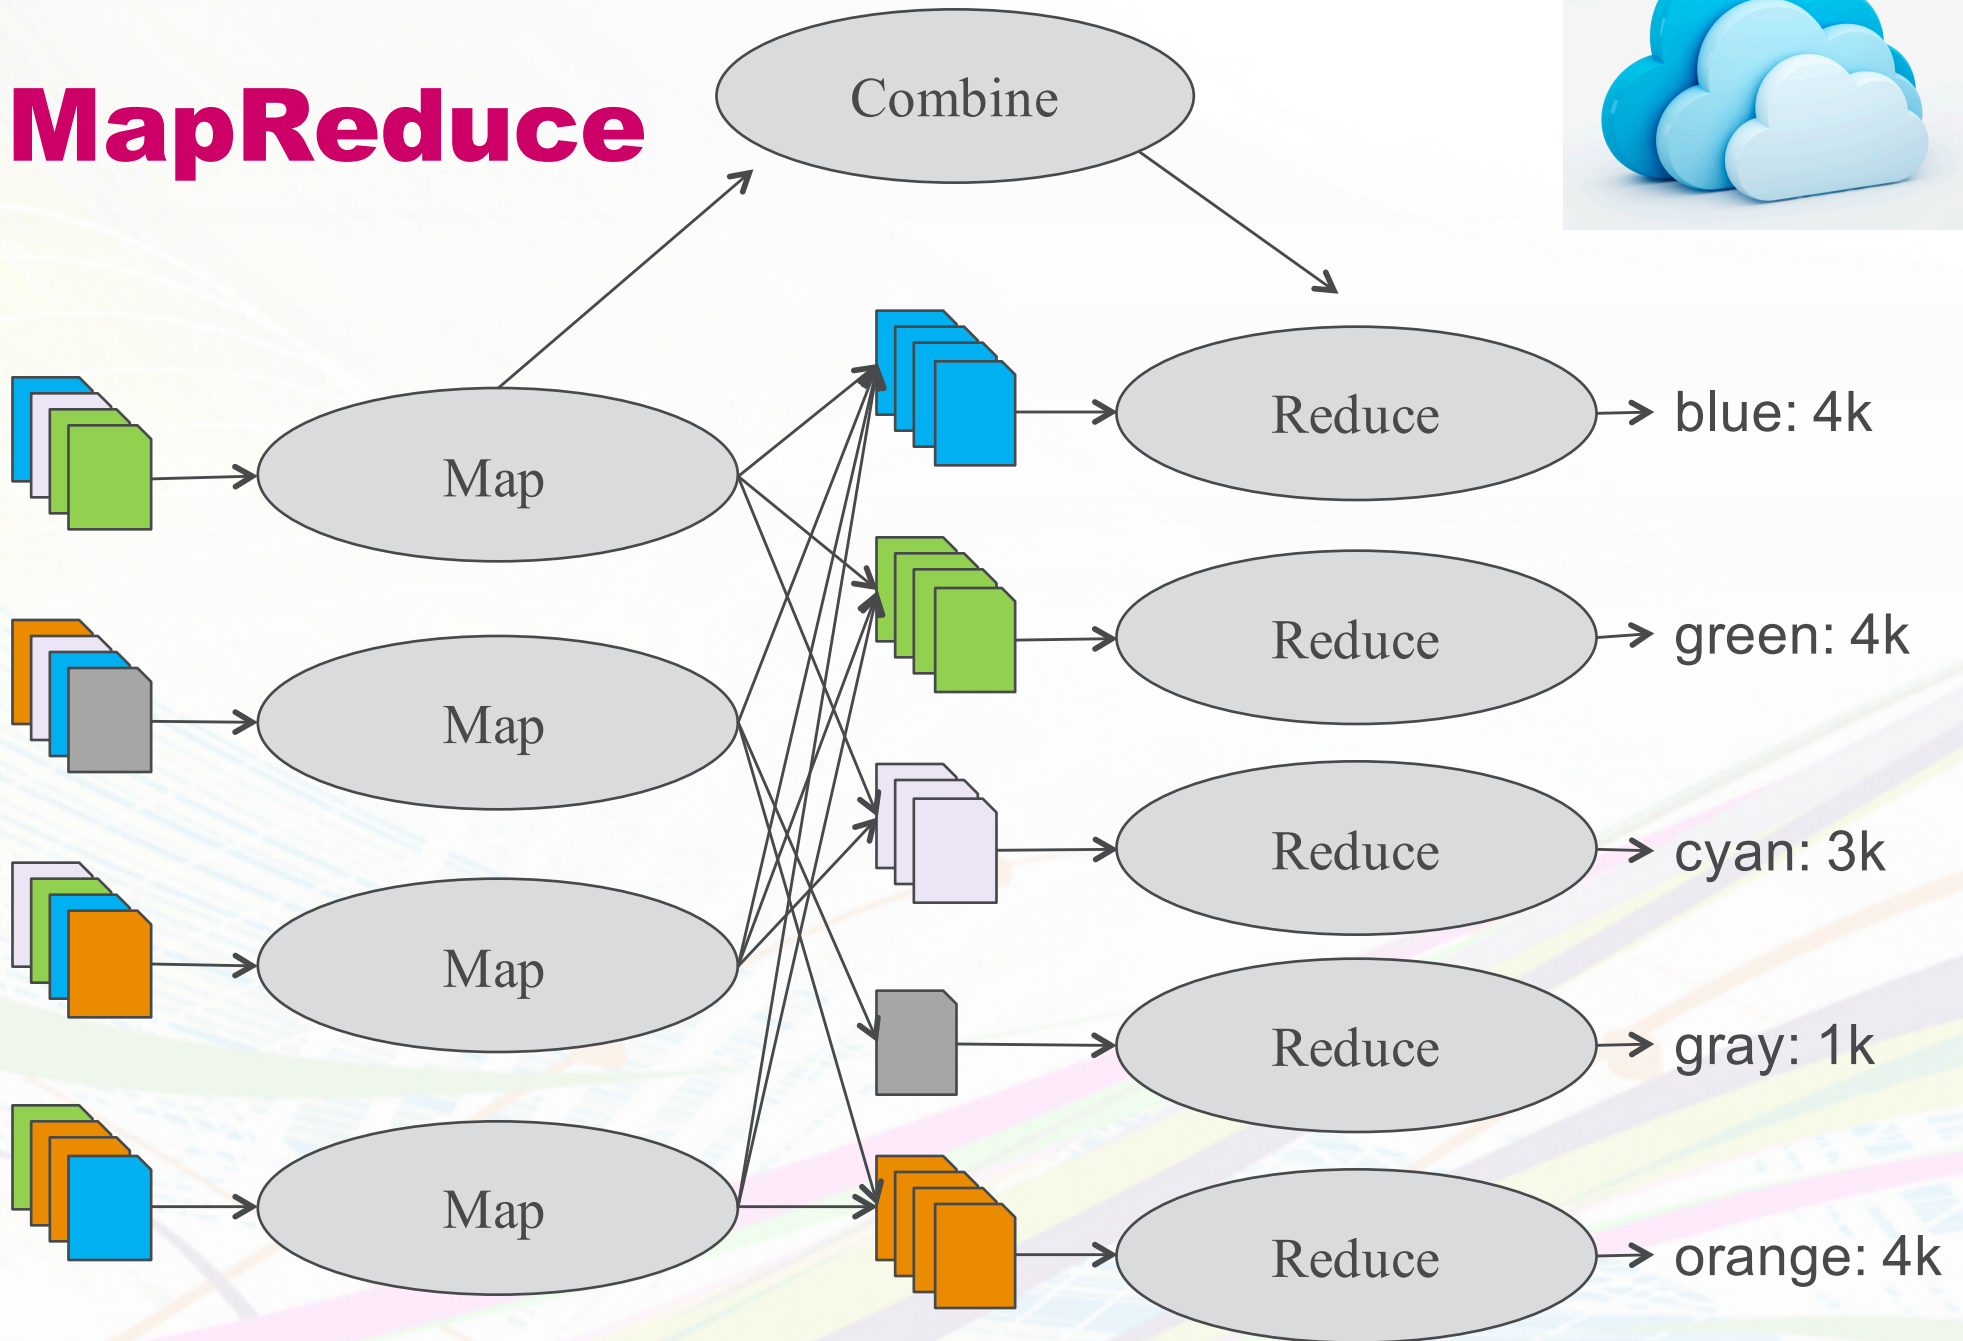 MapReduce
Combine
Map
Reduce
blue: 4k
Map
Reduce
green: 4k
Map
Reduce
cyan: 3k
Reduce
gray: 1k
Map
Reduce
orange: 4k